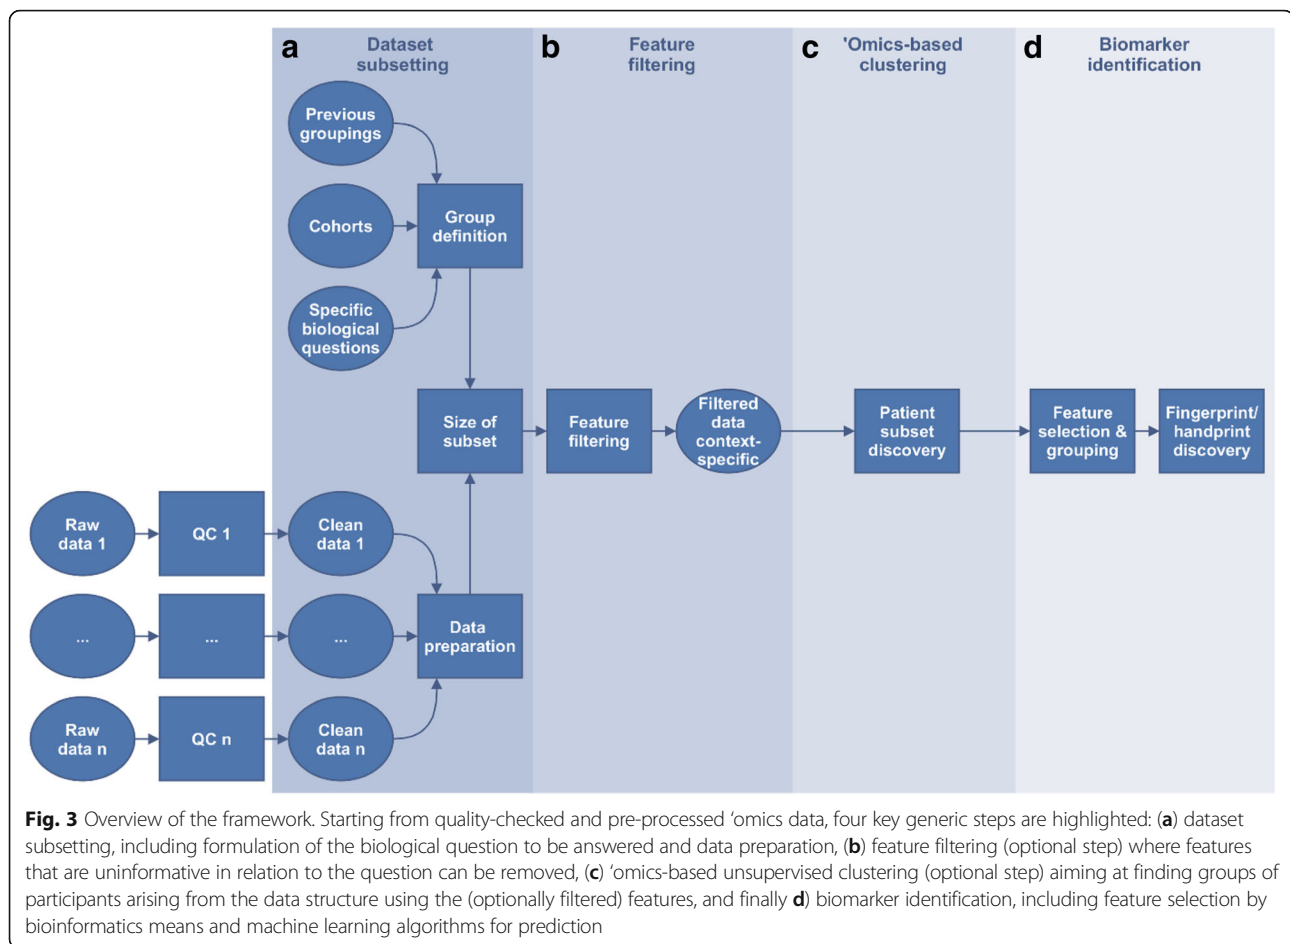 a Dataset subsetting
b Feature filtering
c 'Omics-based clustering
d Biomarker identification
Previous
groupings
Cohorts
Group
definition
Specific
biological
questions
Size of
subset
Feature
filtering
Filtered
data
context-
specific
Patient
subset
discovery
Feature
selection &
grouping
Fingerprint/
handprint
discovery
Raw
data 1
QC 1
Clean
data 1
...
...
...
Data
preparation
Raw
data n
QC n
Clean
data n
Fig. 3 Overview of the framework. Starting from quality-checked and pre-processed ‘omics data, four key generic steps are highlighted: (a) dataset
subsetting, including formulation of the biological question to be answered and data preparation, (b) feature filtering (optional step) where features
that are uninformative in relation to the question can be removed, (c) ‘omics-based unsupervised clustering (optional step) aiming at finding groups of
participants arising from the data structure using the (optionally filtered) features, and finally d) biomarker identification, including feature selection by
bioinformatics means and machine learning algorithms for prediction